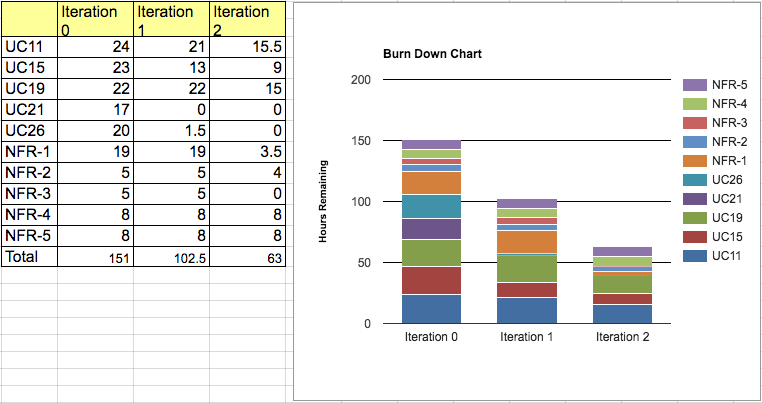 Iteration 0 Iteration 1 Iteration 2
UC11 24 21 15.5
UC15 23 13 9
UC19 22 22 15
UC21 17 0 0
UC26 20 1.5 0
NFR-1 19 19 3.5
NFR-2 5 5 4
NFR-3 5 5 0
NFR-4 8 8 8
NFR-5 8 8 8
Total 151 102.5 63
Burn Down Chart
Hours Remaining
200
150
100
50
0
Iteration 0 Iteration 1 Iteration 2
NFR-5
NFR-4
NFR-3
NFR-2
NFR-1
UC26
UC21
UC19
UC15
UC11